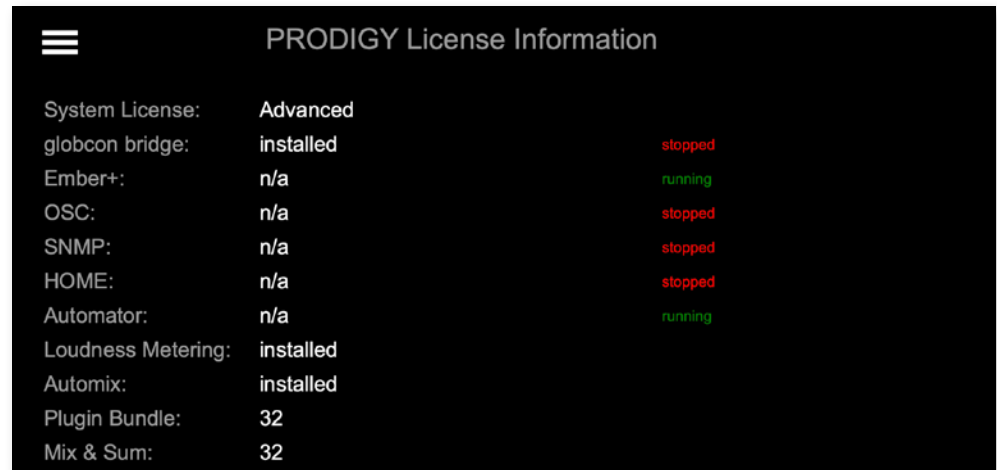 PRODIGY License Information
System License: Advanced
globcon bridge: installed stopped
Ember+: n/a running
OSC: n/a stopped
SNMP: n/a stopped
HOME: n/a stopped
Automator: n/a running
Loudness Metering: installed
Automix: installed
Plugin Bundle: 32
Mix & Sum: 32